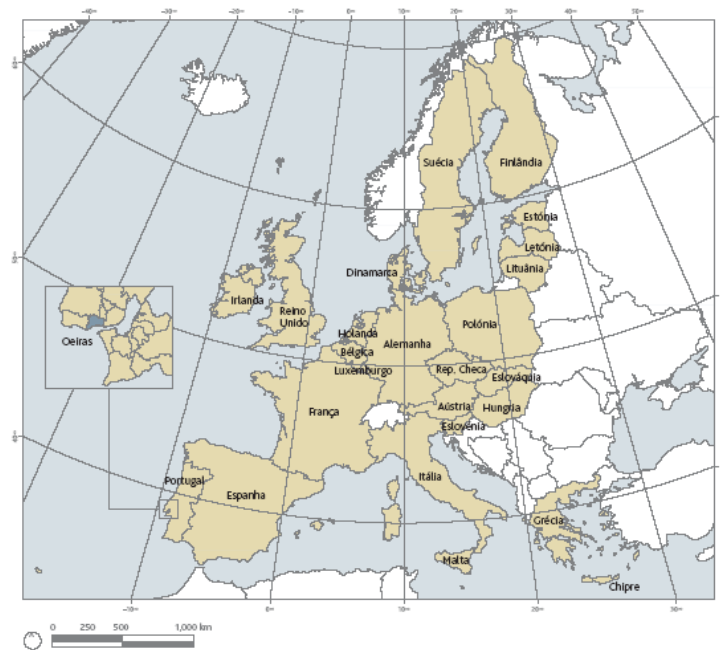 Suécia
Finlândia
Estónia
Letónia
Lituânia
Dinamarca
Irlanda
Reino
Unido
Holanda
Bélgica
Luxemburgo
Alemanha
Polónia
Oeiras
Rep. Checa
Eslováquia
França
Áustria
Hungria
Eslovénia
Portugal
Espanha
Itália
Grécia
Malta
Chipre
0 250 500 1,000 km